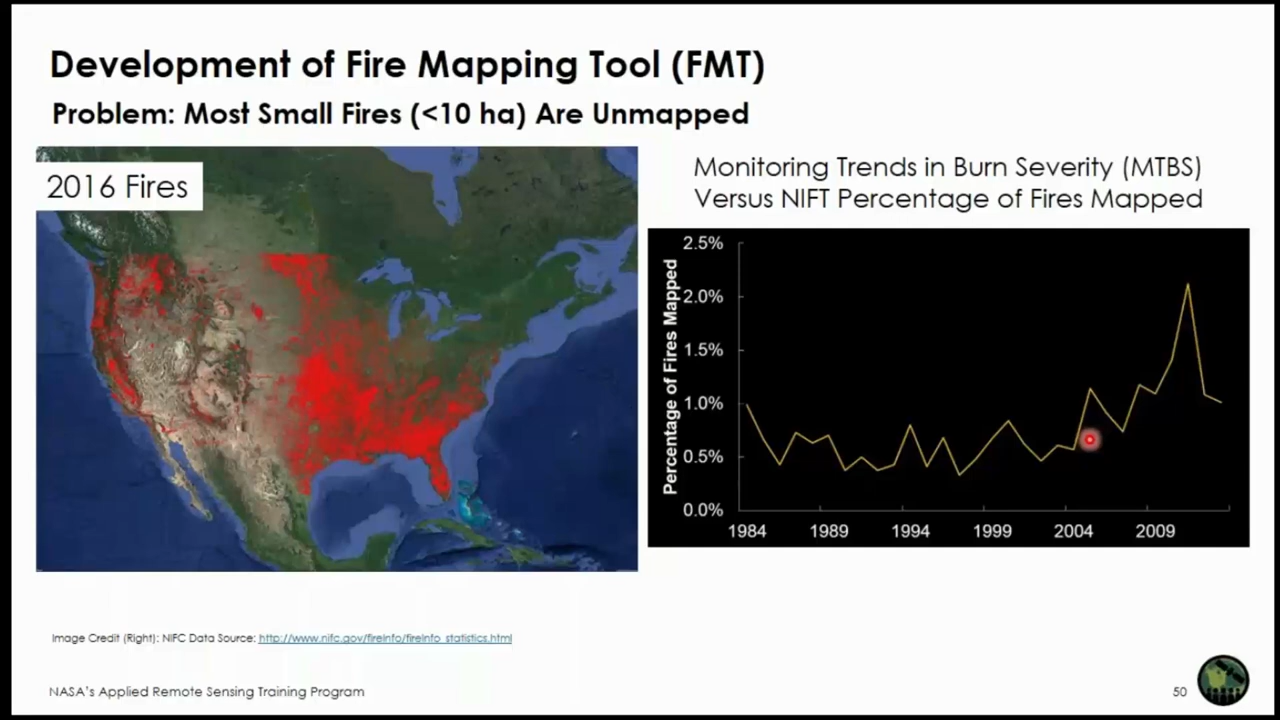 Development of Fire Mapping Tool (FMT)
Problem: Most Small Fires (<10 ha) Are Unmapped
2016 Fires
Monitoring Trends in Burn Severity (MTBS)
Versus NIFT Percentage of Fires Mapped
Percentage of Fires Mapped
2.5%
2.0%
1.5%
1.0%
0.5%
0.0%
1984 1989 1994 1999 2004 2009
Image Credit (Right): NIFC Data Source: http://www.nifc.gov/fireInfo/fireInfo_statistics.html
NASA's Applied Remote Sensing Training Program
50